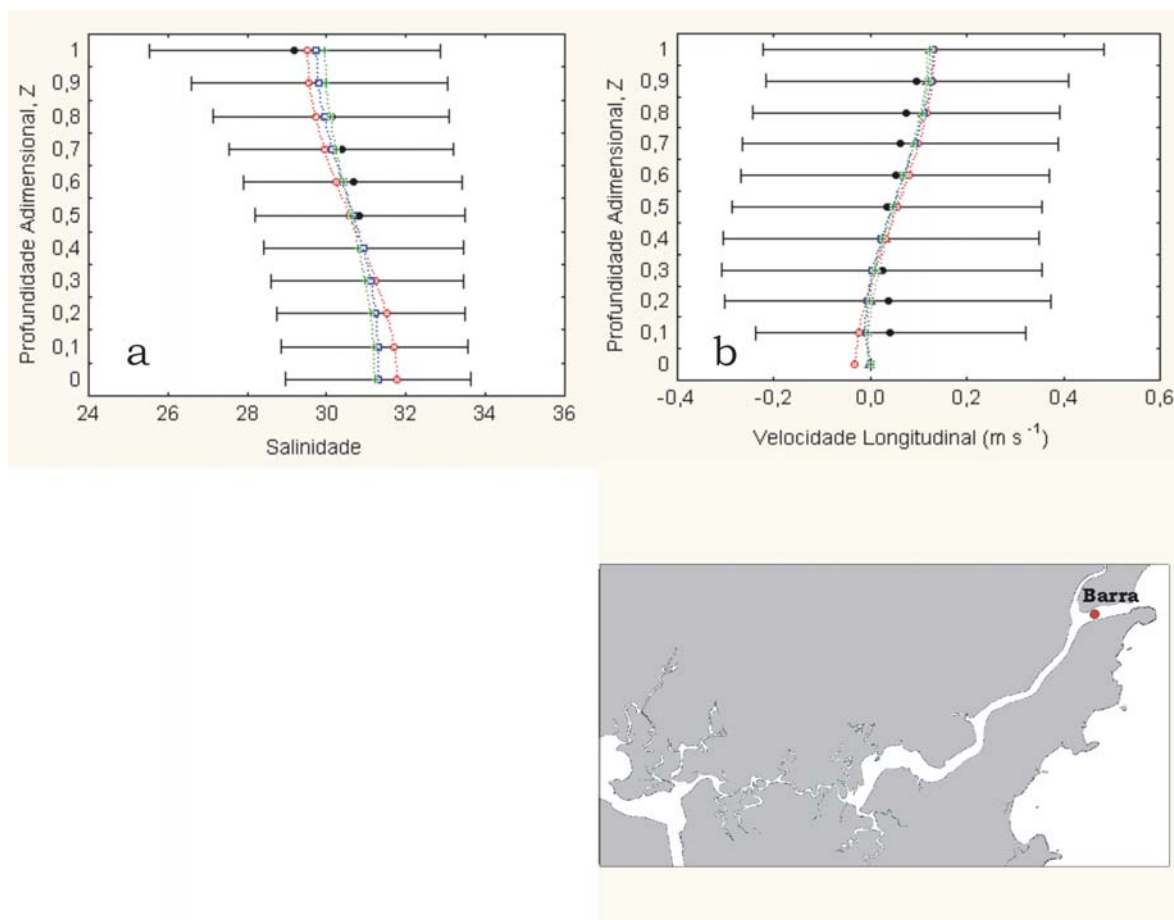 Profundidade Adimensional, Z
1
0,9
0,8
0,7
0,6
0,5
0,4
0,3
0,2
0,1
0
a
24 26 28 30 32 34 36
Salinidade
Profundidade Adimensional, Z
1
0,9
0,8
0,7
0,6
0,5
0,4
0,3
0,2
0,1
0
b
-0,4 -0,2 0,0 0,2 0,4 0,6
Velocidade Longitudinal (m s⁻¹)
Barra